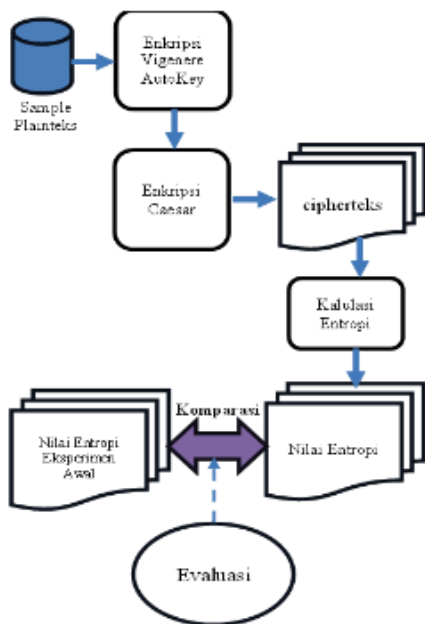 Enkripsi
Vigenere
AutoKey
Sample
Plainteks
Enkripsi
Caesar
cipherteks
Kalulasi
Entropi
Komparasi
Nilai Entropi
Eksperimen
Awal
Nilai Entropi
Evaluasi